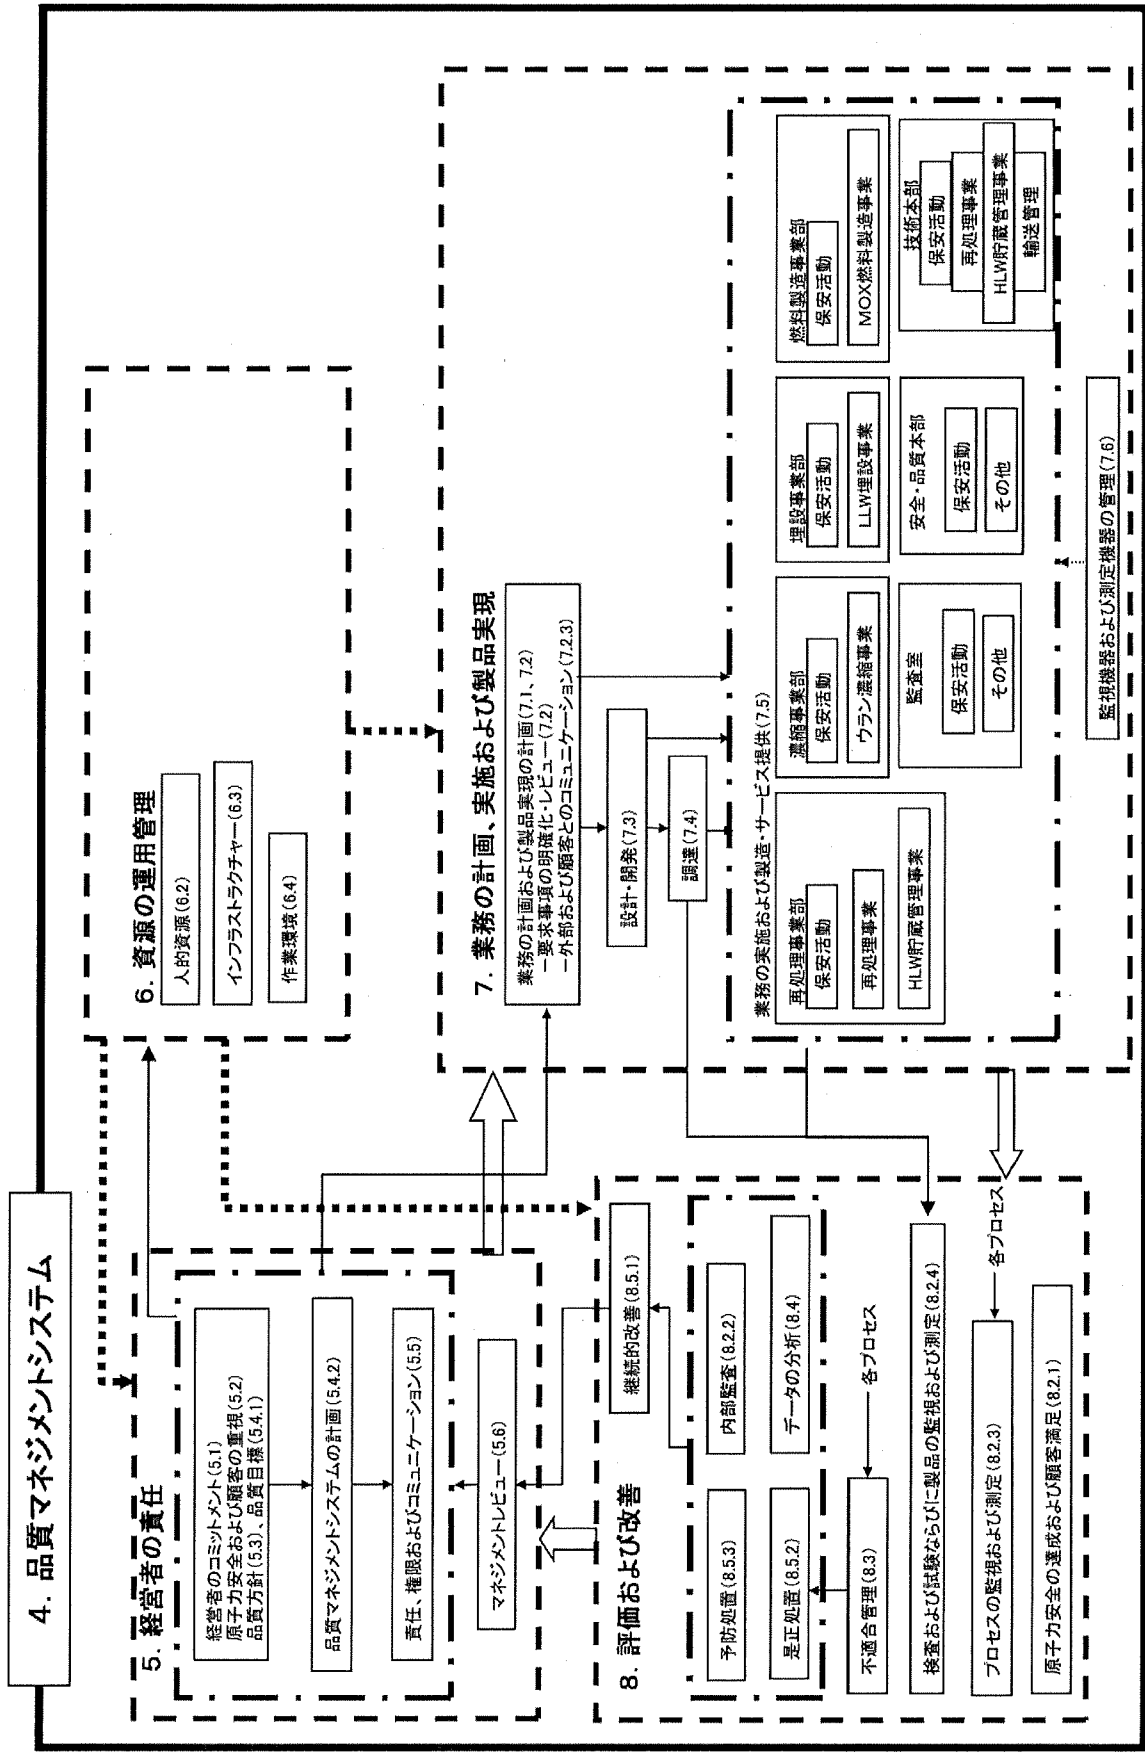 4. 品質マネジメントシステム
5. 経営者の責任
経営者のコミットメント(5.1)
原子力安全および顧客の重視(5.2)
品質方針(5.3)、品質目標(5.4.1)
品質マネジメントシステムの計画(5.4.2)
責任、権限およびコミュニケーション(5.5)
マネジメントレビュー(5.6)
6. 資源の運用管理
人的資源(6.2)
インフラストラクチャー(6.3)
作業環境(6.4)
7. 業務の計画、実施および製品実現
業務の計画および製品実現の計画(7.1、7.2)
－要求事項の明確化・レビュー(7.2)
－外部および顧客とのコミュニケーション(7.2.3)
設計・開発(7.3)
調達(7.4)
業務の実施および製造・サービス提供(7.5)
再処理事業部
保安活動
再処理事業
HLW貯蔵管理事業
濃縮事業部
保安活動
ウラン濃縮事業
埋設事業部
保安活動
LLW埋設事業
燃料製造事業部
保安活動
MOX燃料製造事業
監査室
保安活動
その他
安全・品質本部
保安活動
その他
技術本部
保安活動
再処理事業
HLW貯蔵管理事業
輸送管理
監視機器および測定機器の管理(7.6)
8. 評価および改善
継続的改善(8.5.1)
予防処置(8.5.3)
内部監査(8.2.2)
是正処置(8.5.2)
データの分析(8.4)
不適合管理(8.3)
各プロセス
検査および試験ならびに製品の監視および測定(8.2.4)
プロセスの監視および測定(8.2.3)
各プロセス
原子力安全の達成および顧客満足(8.2.1)